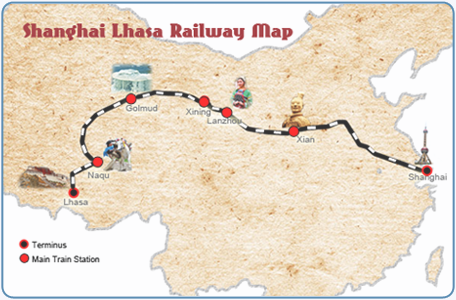 Shanghai Lhasa Railway Map
Golmud
Xining
Lanzhou
Xian
Naqu
Shanghai
Lhasa
Terminus
Main Train Station